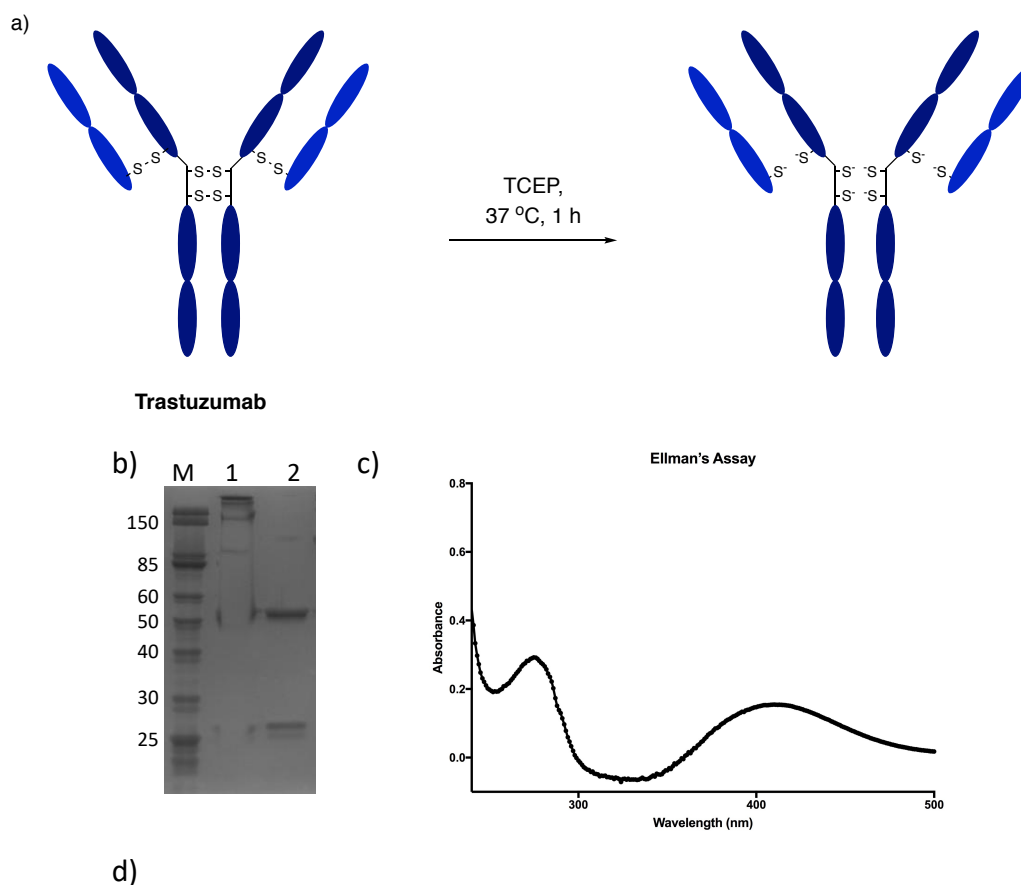 a)
S-S S-S S-S
S-S
S-S
TCEP,
37 °C, 1 h
-S- -S- S- -S S- -S-
S- -S
Trastuzumab
b)
M 1 2
150
85
60
50
40
30
25
c)
Ellman's Assay
Absorbance
0.8
0.6
0.4
0.2
0.0
300 400 500
Wavelength (nm)
d)